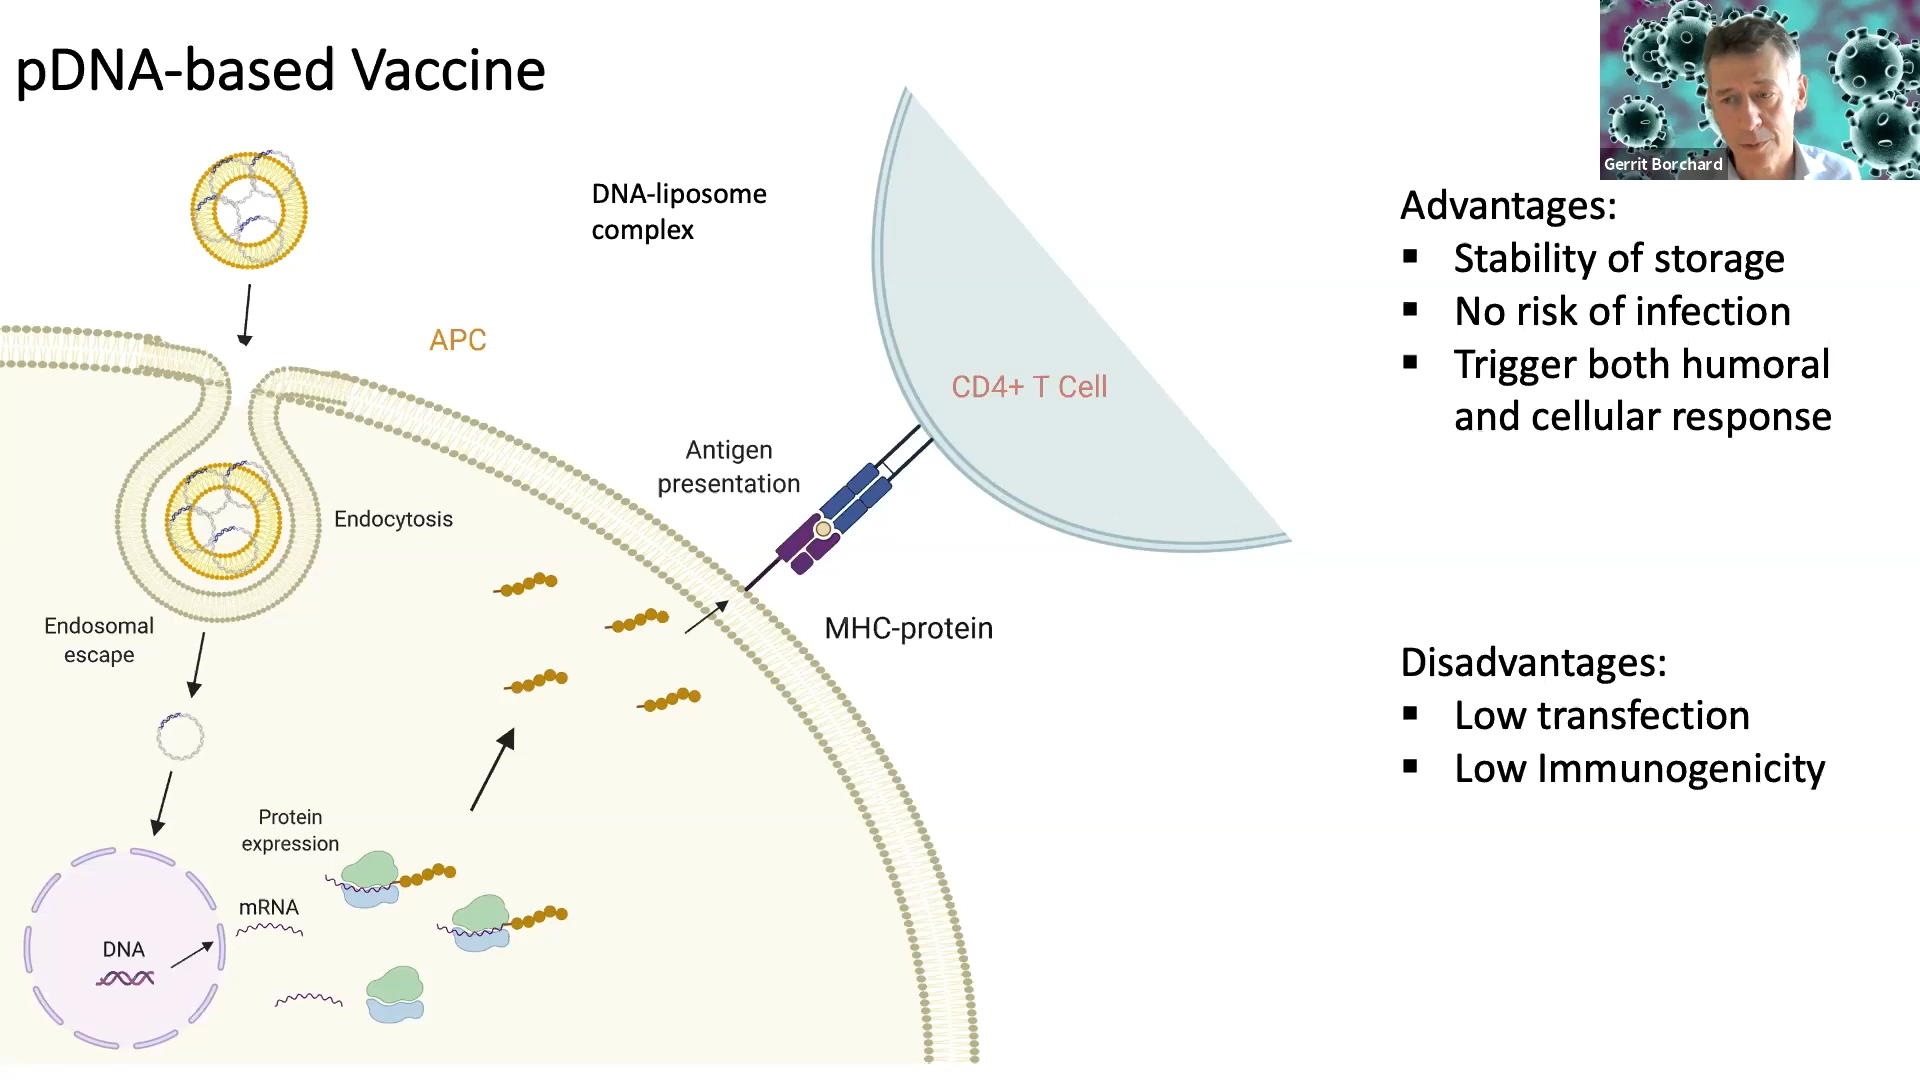 pDNA-based Vaccine
Gerrit Borchard
DNA-liposome
complex
APC
CD4+ T Cell
Antigen
presentation
Endocytosis
Endosomal
escape
MHC-protein
Protein
expression
mRNA
DNA
Advantages:
▪ Stability of storage
▪ No risk of infection
▪ Trigger both humoral
and cellular response
Disadvantages:
▪ Low transfection
▪ Low Immunogenicity